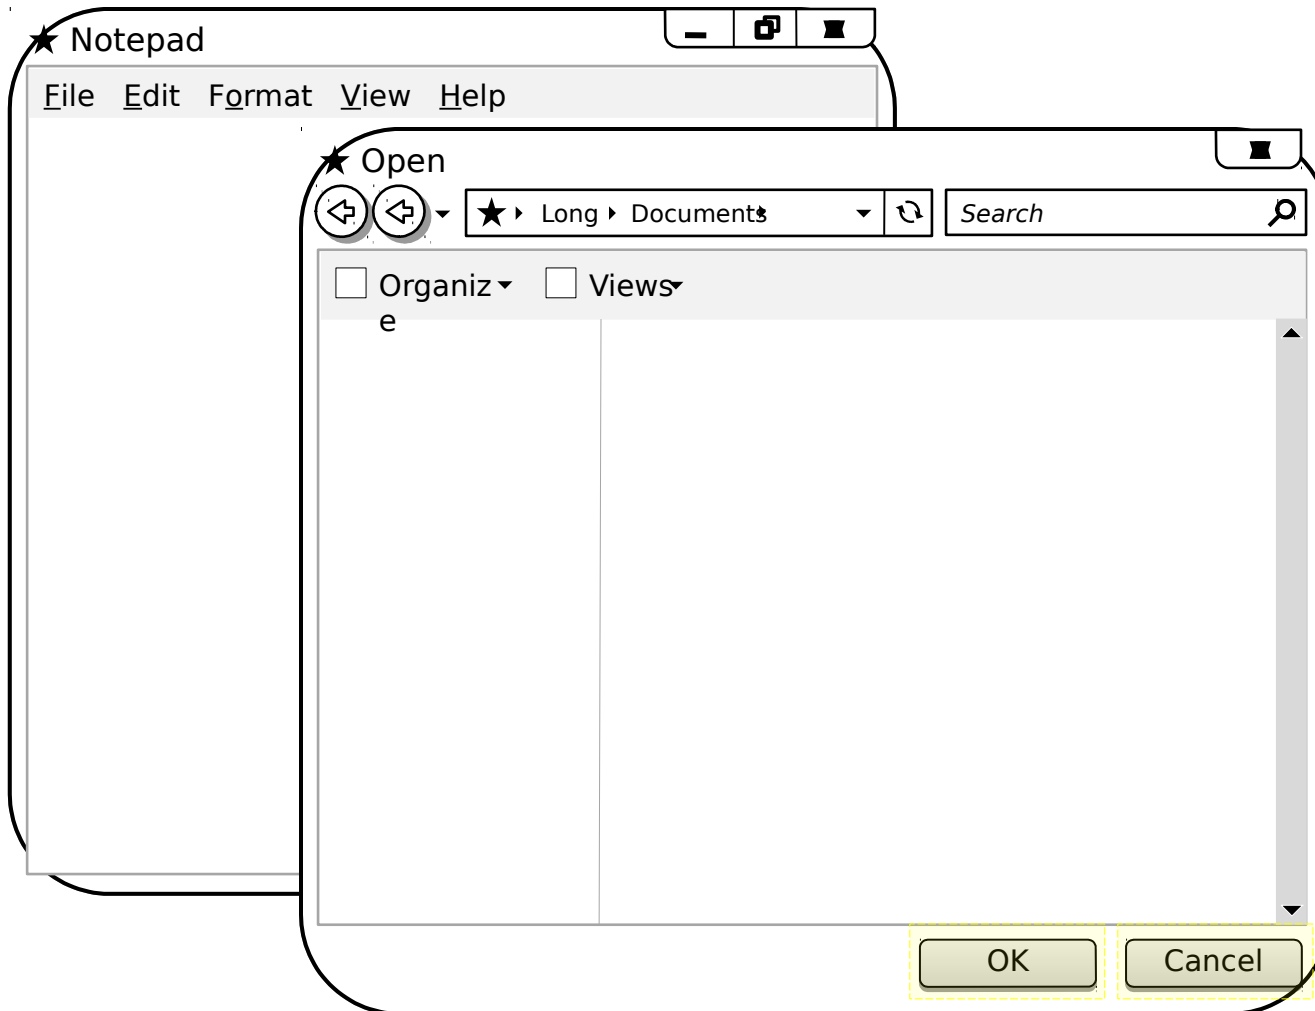 Notepad
File Edit Format View Help
Open
Long Documents
Search
Organiz
e
Views
OK Cancel